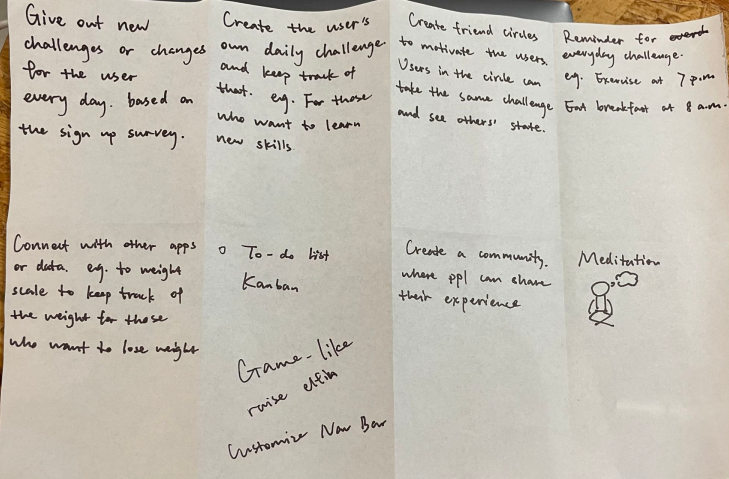 Give out new
challenges or changes
for the user
every day. based on
the sign up survey.
Create the user's
own daily challenge
and keep track of
that. eg. For those
who want to learn
new skills
Create friend circles
to motivate the users.
Users in the circle can
take the same challenge
and see others' state.
Reminder for
everyday challenge.
eg. Exercise at 7 p.m
Eat breakfast at 8 a.m.
Connect with other apps
or data. eg. to weight
scale to keep track of
the weight for those
who want to lose weight
To-do list
Kanban
Game-like
raise elfin
Customize Nav Bar
Create a community.
where ppl can share
their experience
Meditation